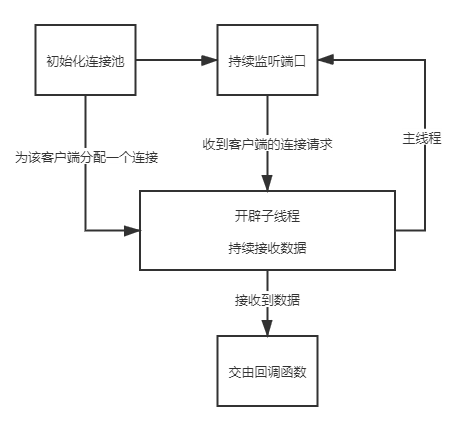 初始化连接池
持续监听端口
主线程
收到客户端的连接请求
为该客户端分配一个连接
开辟子线程
持续接收数据
接收到数据
交由回调函数